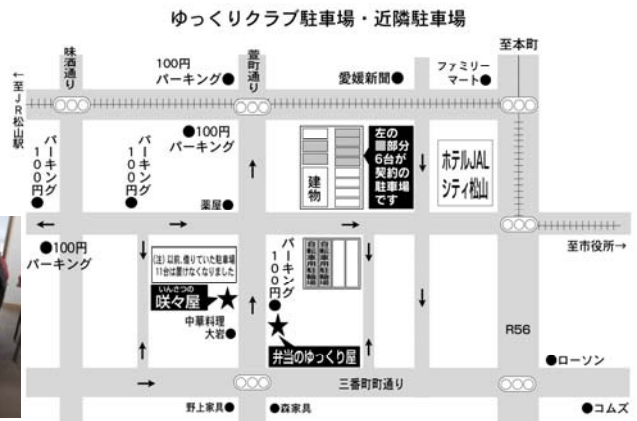 ゆっくりクラブ駐車場・近隣駐車場
至本町
味酒通り
萱町通り
100円
パーキング●
愛媛新聞●
ファミリー
マート●
←至JR松山駅
パーキング
100円●
パーキング
100円●
●100円
パーキング
薬屋●
建物
左の
■部分
6台が
契約の
駐車場
です
ホテルJAL
シティ松山
至市役所→
●100円
パーキング
(注)以前、借りていた駐車場
11台は置けなくなりました
いんさつの
咲々屋
★
中華料理
大岩●
パーキング
100円●
★
弁当のゆっくり屋
自転車用駐輪場
自転車用駐輪場
R56
●ローソン
三番町町通り
野上家具●
●森家具
●コムズ